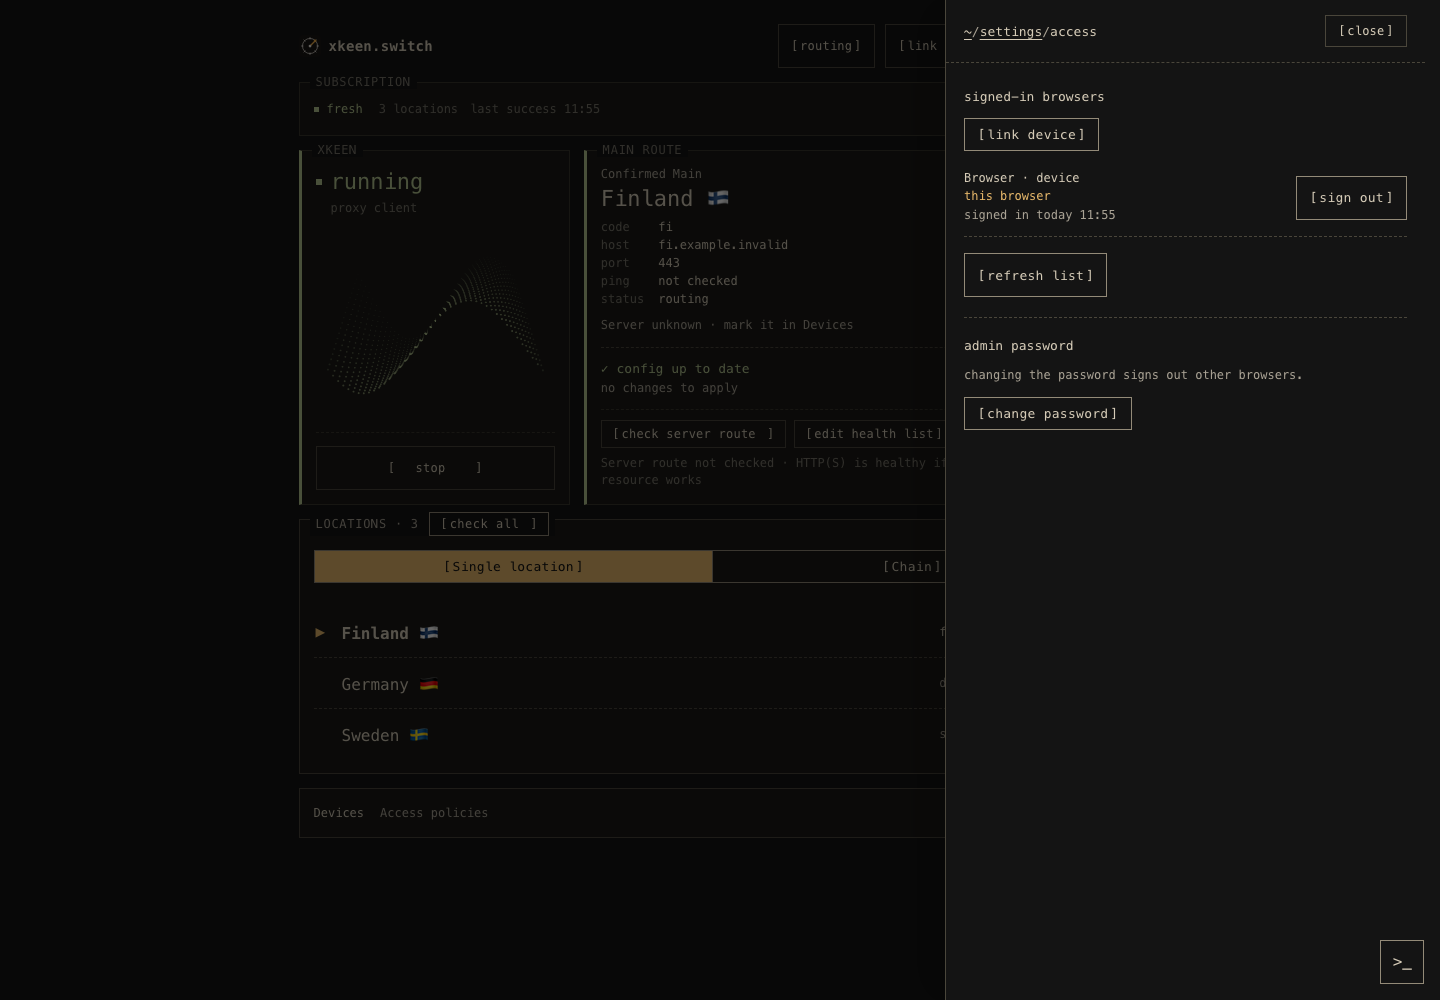 xkeen.switch
[routing]
[link
SUBSCRIPTION
fresh 3 locations last success 11:55
XKEEN
running
proxy client
[ stop ]
MAIN ROUTE
Confirmed Main
Finland
code fi
host fi.example.invalid
port 443
ping not checked
status routing
Server unknown · mark it in Devices
✓ config up to date
no changes to apply
[check server route ] [edit health list]
Server route not checked · HTTP(S) is healthy if
resource works
LOCATIONS · 3 [check all ]
[Single location] [Chain]
▶ Finland f
Germany d
Sweden s
Devices Access policies
~/settings/access [close]
signed-in browsers
[link device]
Browser · device
this browser
signed in today 11:55
[sign out]
[refresh list]
admin password
changing the password signs out other browsers.
[change password]
>_